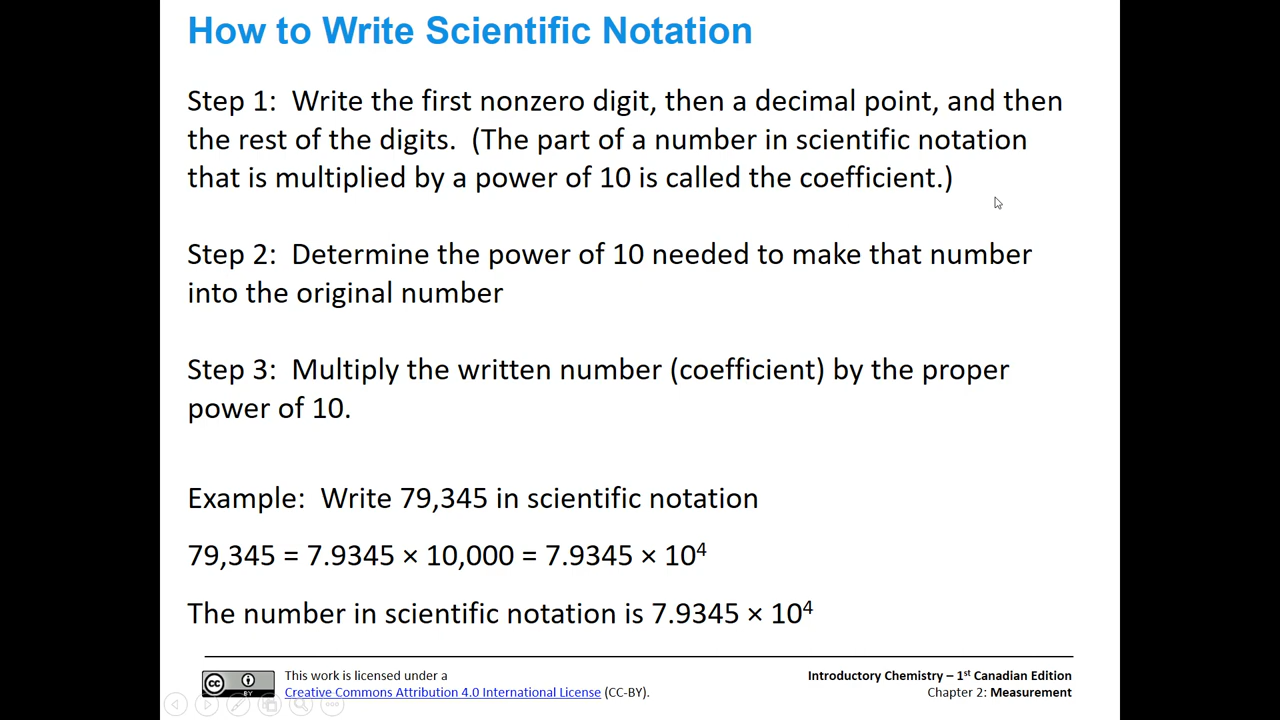 How to Write Scientific Notation
Step 1:  Write the first nonzero digit, then a decimal point, and then
the rest of the digits.  (The part of a number in scientific notation
that is multiplied by a power of 10 is called the coefficient.)
Step 2:  Determine the power of 10 needed to make that number
into the original number
Step 3:  Multiply the written number (coefficient) by the proper
power of 10.
Example:  Write 79,345 in scientific notation
79,345 = 7.9345 × 10,000 = 7.9345 × 10⁴
The number in scientific notation is 7.9345 × 10⁴
cc
BY
This work is licensed under a
Creative Commons Attribution 4.0 International License (CC-BY).
Introductory Chemistry – 1ˢᵗ Canadian Edition
Chapter 2: Measurement